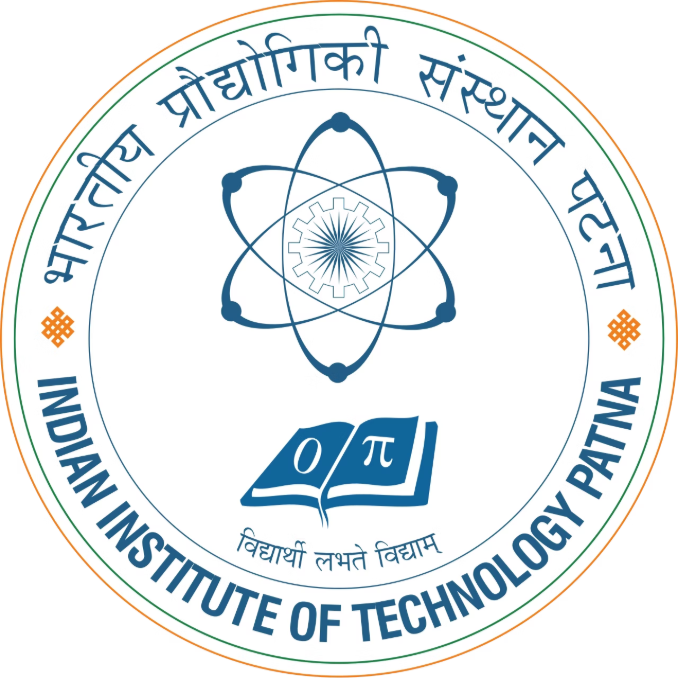 भारतीय प्रौद्योगिकी संस्थान पटना
O π
विद्यार्थी लभते विद्याम्
INDIAN INSTITUTE OF TECHNOLOGY PATNA